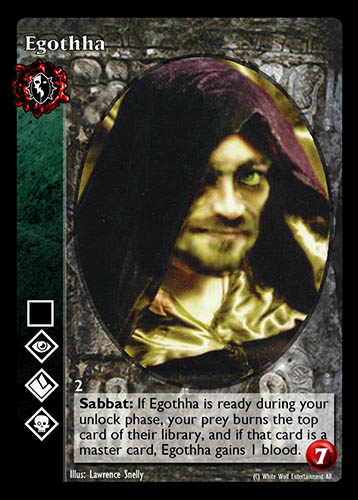 Egothha
2
Sabbat: If Egothha is ready during your
unlock phase, your prey burns the top
card of their library, and if that card is a
master card, Egothha gains 1 blood.
7
Illus: Lawrence Snelly
(C) White Wolf Entertainment AB